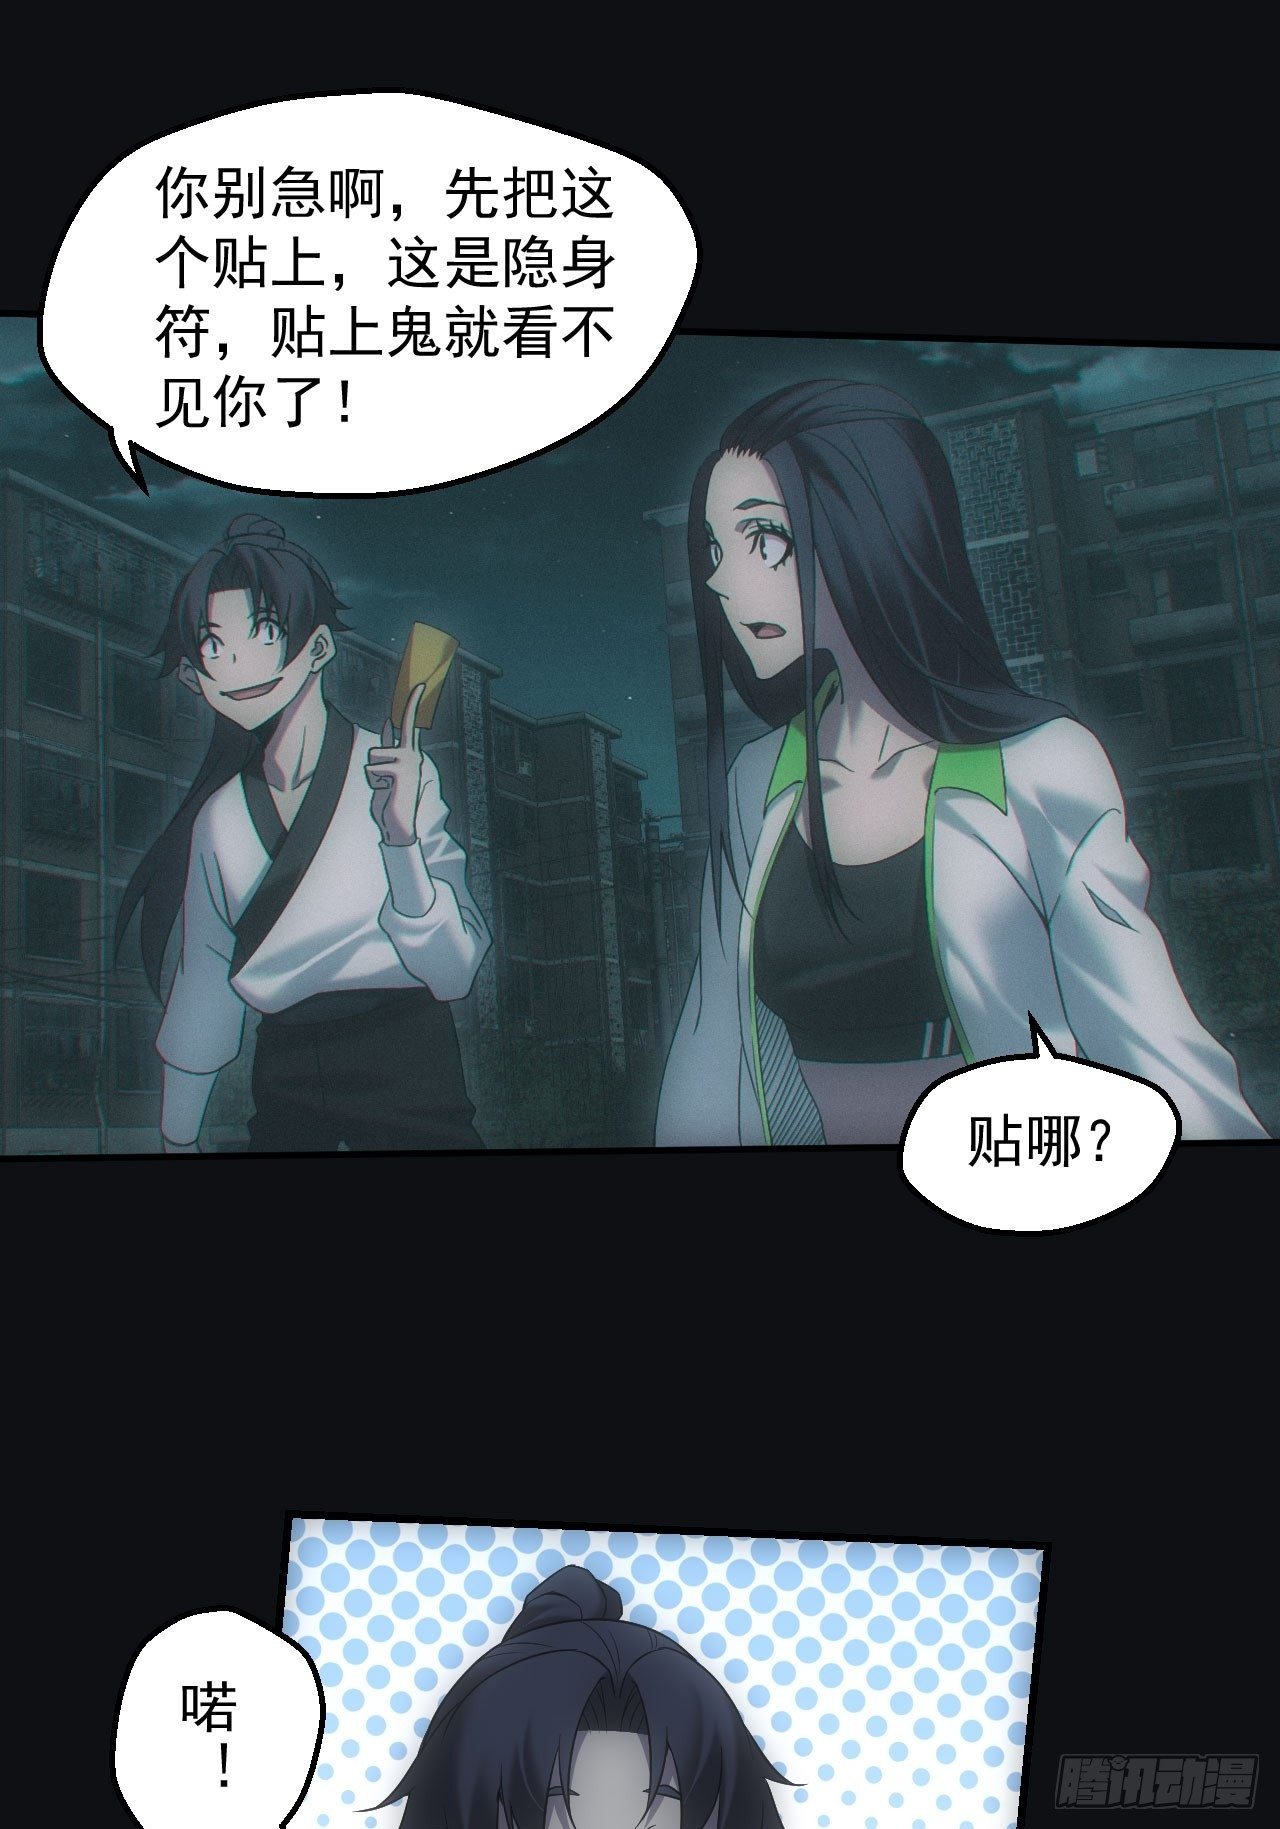 你别急啊，先把这
个贴上，这是隐身
符，贴上鬼就看不
见你了！
贴哪？
喏
！
腾讯动漫